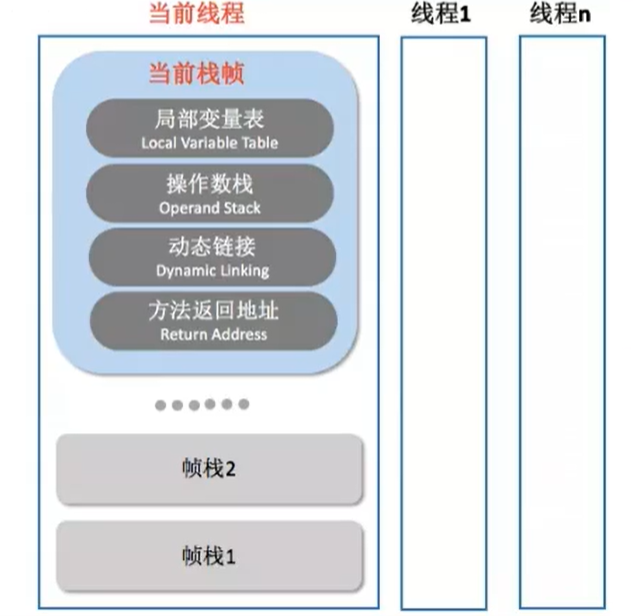 当前线程
线程1
线程n
当前栈帧
局部变量表
Local Variable Table
操作数栈
Operand Stack
动态链接
Dynamic Linking
方法返回地址
Return Address
帧栈2
帧栈1